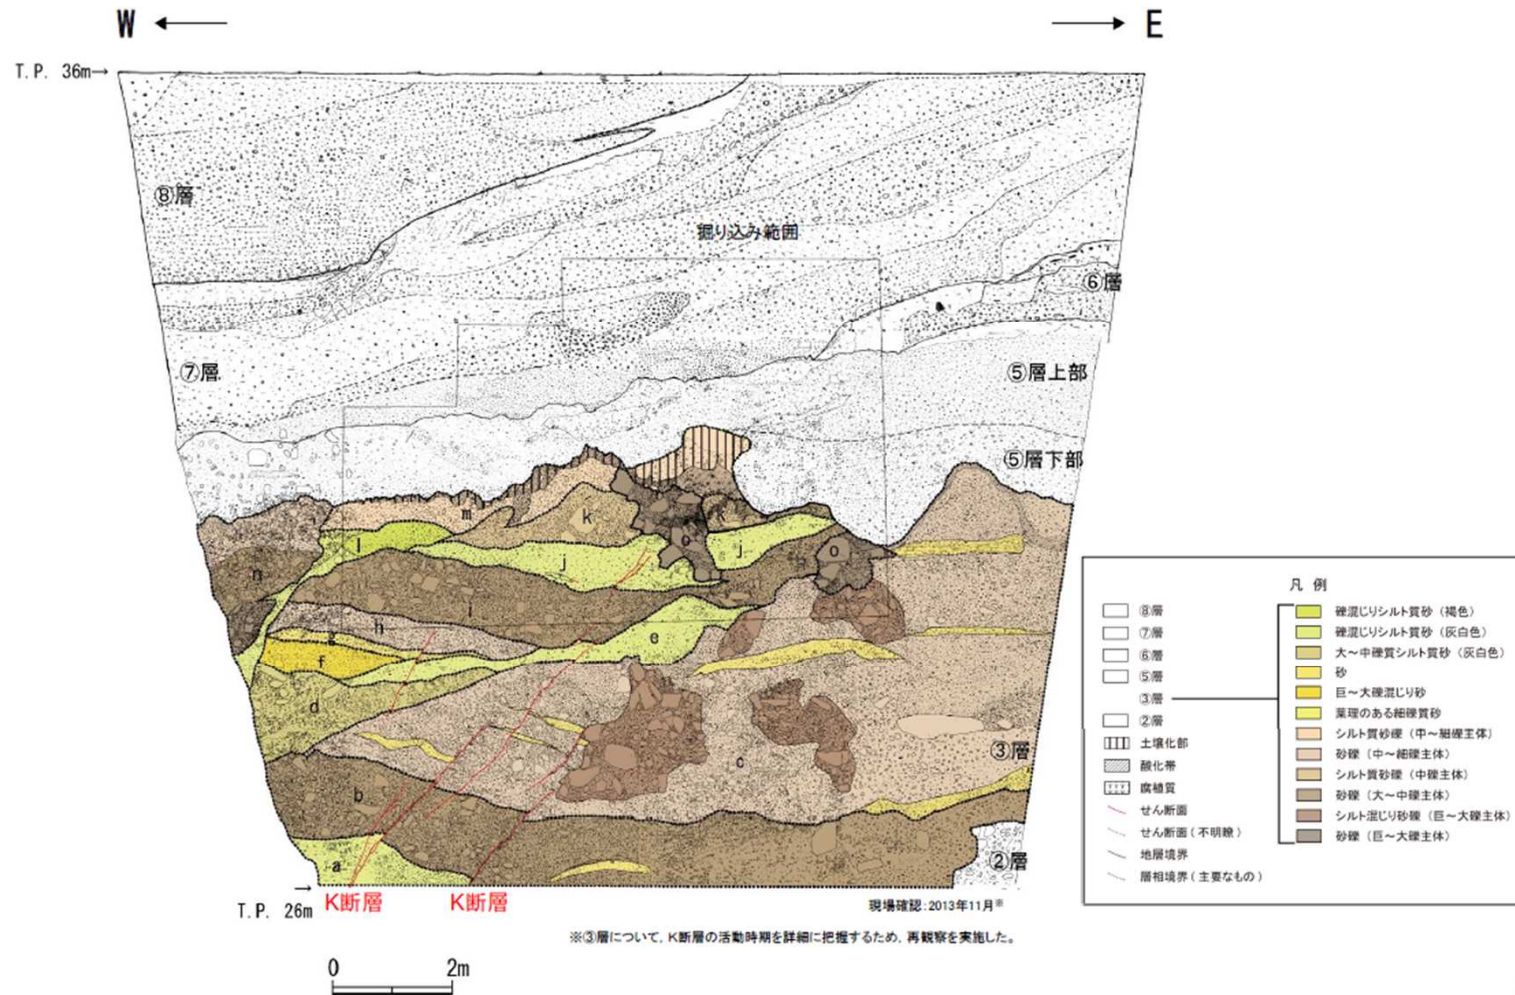 W ← → E
T.P. 36m→
⑧層
掘り込み範囲
⑥層
⑦層
⑤層上部
⑤層下部
m
k
k
l
o
j
j
o
n
i
h
g
e
f
d
c
③層
b
a
②層
→
T.P. 26m
K断層
K断層
現場確認:2013年11月※
※③層について,K断層の活動時期を詳細に把握するため,再観察を実施した。
0 2m
凡 例
⑧層
⑦層
⑥層
⑤層
③層
②層
土壌化部
酸化帯
腐植質
せん断面
せん断面(不明瞭)
地層境界
層相境界(主要なもの)
礫混じりシルト質砂(褐色)
礫混じりシルト質砂(灰白色)
大~中礫質シルト質砂(灰白色)
砂
巨~大礫混じり砂
葉理のある細礫質砂
シルト質砂礫(中~細礫主体)
砂礫(中~細礫主体)
シルト質砂礫(中礫主体)
砂礫(大~中礫主体)
シルト混じり砂礫(巨~大礫主体)
砂礫(巨~大礫主体)